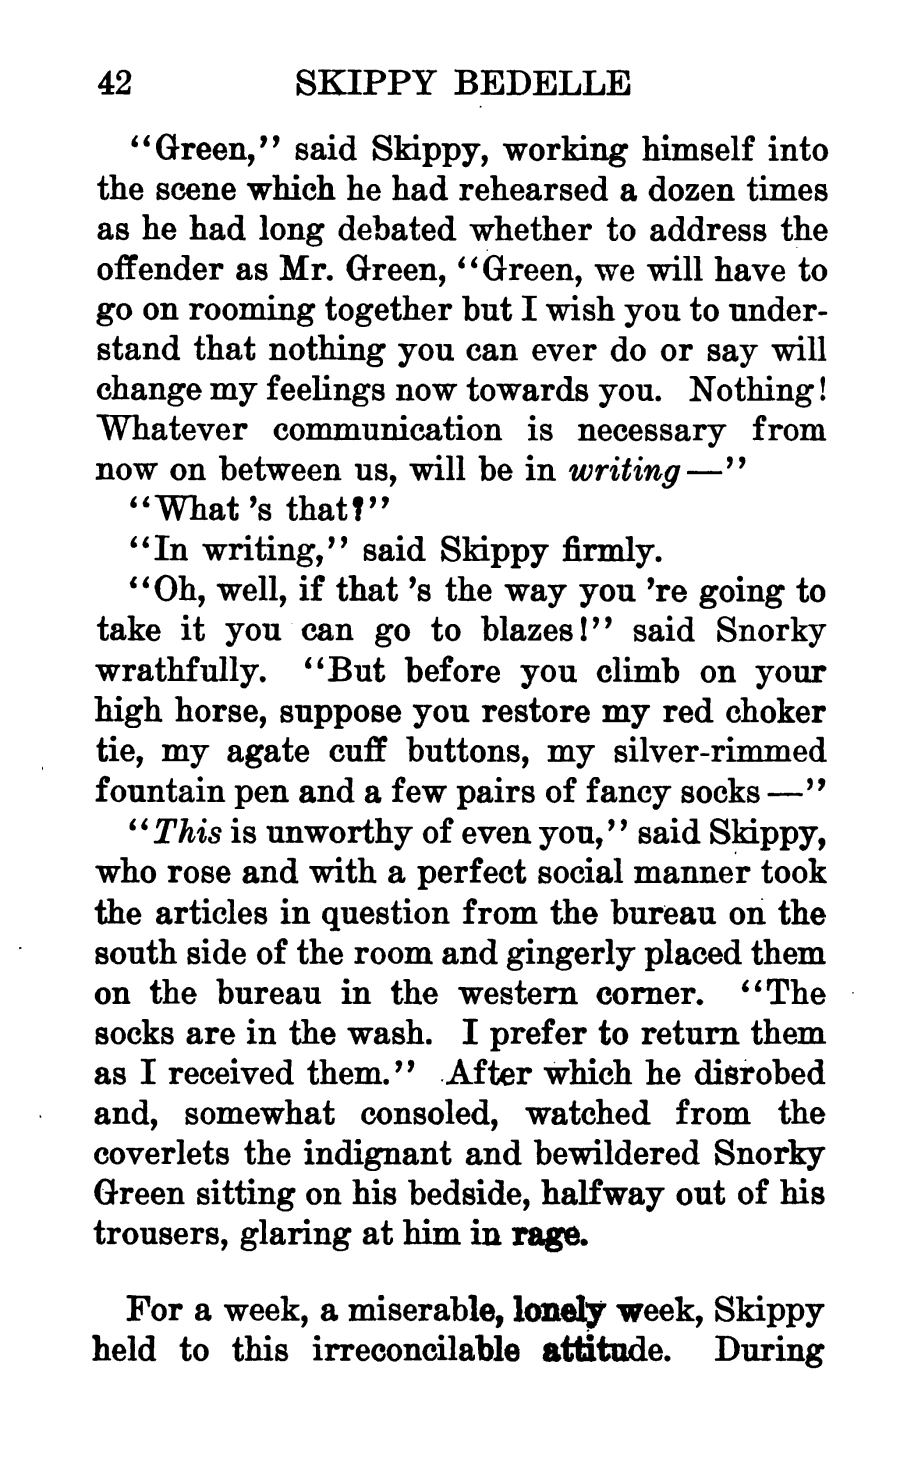 42 SKIPPY BEDELLE
“Green,” said Skippy, working himself into
the scene which he had rehearsed a dozen times
as he had long debated whether to address the
offender as Mr. Green, “Green, we will have to
go on rooming together but I wish you to under-
stand that nothing you can ever do or say will
change my feelings now towards you. Nothing!
Whatever communication is necessary from
now on between us, will be in writing—”
“What 's that?”
“In writing,” said Skippy firmly.
“Oh, well, if that 's the way you 're going to
take it you can go to blazes!” said Snorky
wrathfully. “But before you climb on your
high horse, suppose you restore my red choker
tie, my agate cuff buttons, my silver-rimmed
fountain pen and a few pairs of fancy socks—”
“This is unworthy of even you,” said Skippy,
who rose and with a perfect social manner took
the articles in question from the bureau on the
south side of the room and gingerly placed them
on the bureau in the western corner. “The
socks are in the wash. I prefer to return them
as I received them.” After which he disrobed
and, somewhat consoled, watched from the
coverlets the indignant and bewildered Snorky
Green sitting on his bedside, halfway out of his
trousers, glaring at him in rage.
For a week, a miserable, lonely week, Skippy
held to this irreconcilable attitude. During